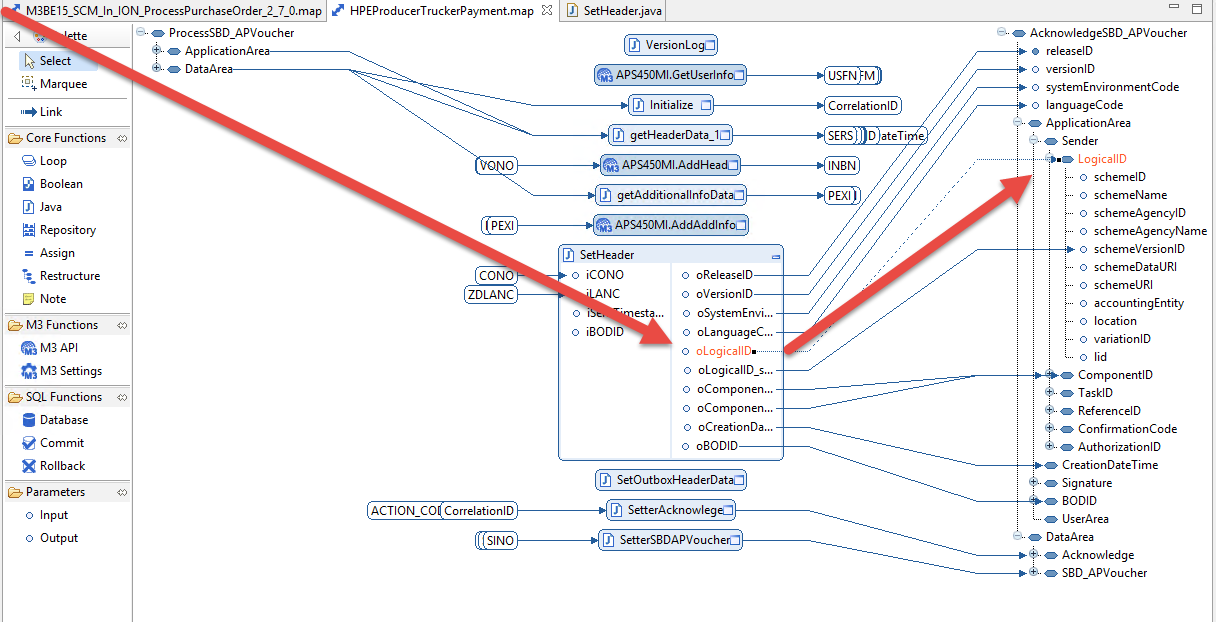 M3BE15_SCM_In_ION_ProcessPurchaseOrder_2_7_0.map
HPEProducerTruckerPayment.map
SetHeader.java
lette
Select
Marquee
Link
Core Functions
Loop
Boolean
Java
Repository
Assign
Restructure
Note
M3 Functions
M3 API
M3 Settings
SQL Functions
Database
Commit
Rollback
Parameters
Input
Output
ProcessSBD_APVoucher
ApplicationArea
DataArea
VersionLog
APS450MI.GetUserInfo
USFN
FM
Initialize
CorrelationID
getHeaderData_1
SERS
D
ateTime
VONO
APS450MI.AddHead
INBN
getAdditionalInfoData
PEXI
PEXI
APS450MI.AddAddInfo
SetHeader
CONO
iCONO
ZDLANC
iLANC
iBODID
oReleaseID
oVersionID
oSystemEnvi...
oLanguageC...
oLogicalID
oLogicalID_s...
oComponen...
oComponen...
oCreationDa...
oBODID
SetOutboxHeaderData
ACTION_COD
CorrelationID
SetterAcknowlege
SINO
SetterSBDAPVoucher
AcknowledgeSBD_APVoucher
releaseID
versionID
systemEnvironmentCode
languageCode
ApplicationArea
Sender
LogicalID
schemeID
schemeName
schemeAgencyID
schemeAgencyName
schemeVersionID
schemeDataURI
schemeURI
accountingEntity
location
variationID
lid
ComponentID
TaskID
ReferenceID
ConfirmationCode
AuthorizationID
CreationDateTime
Signature
BODID
UserArea
DataArea
Acknowledge
SBD_APVoucher